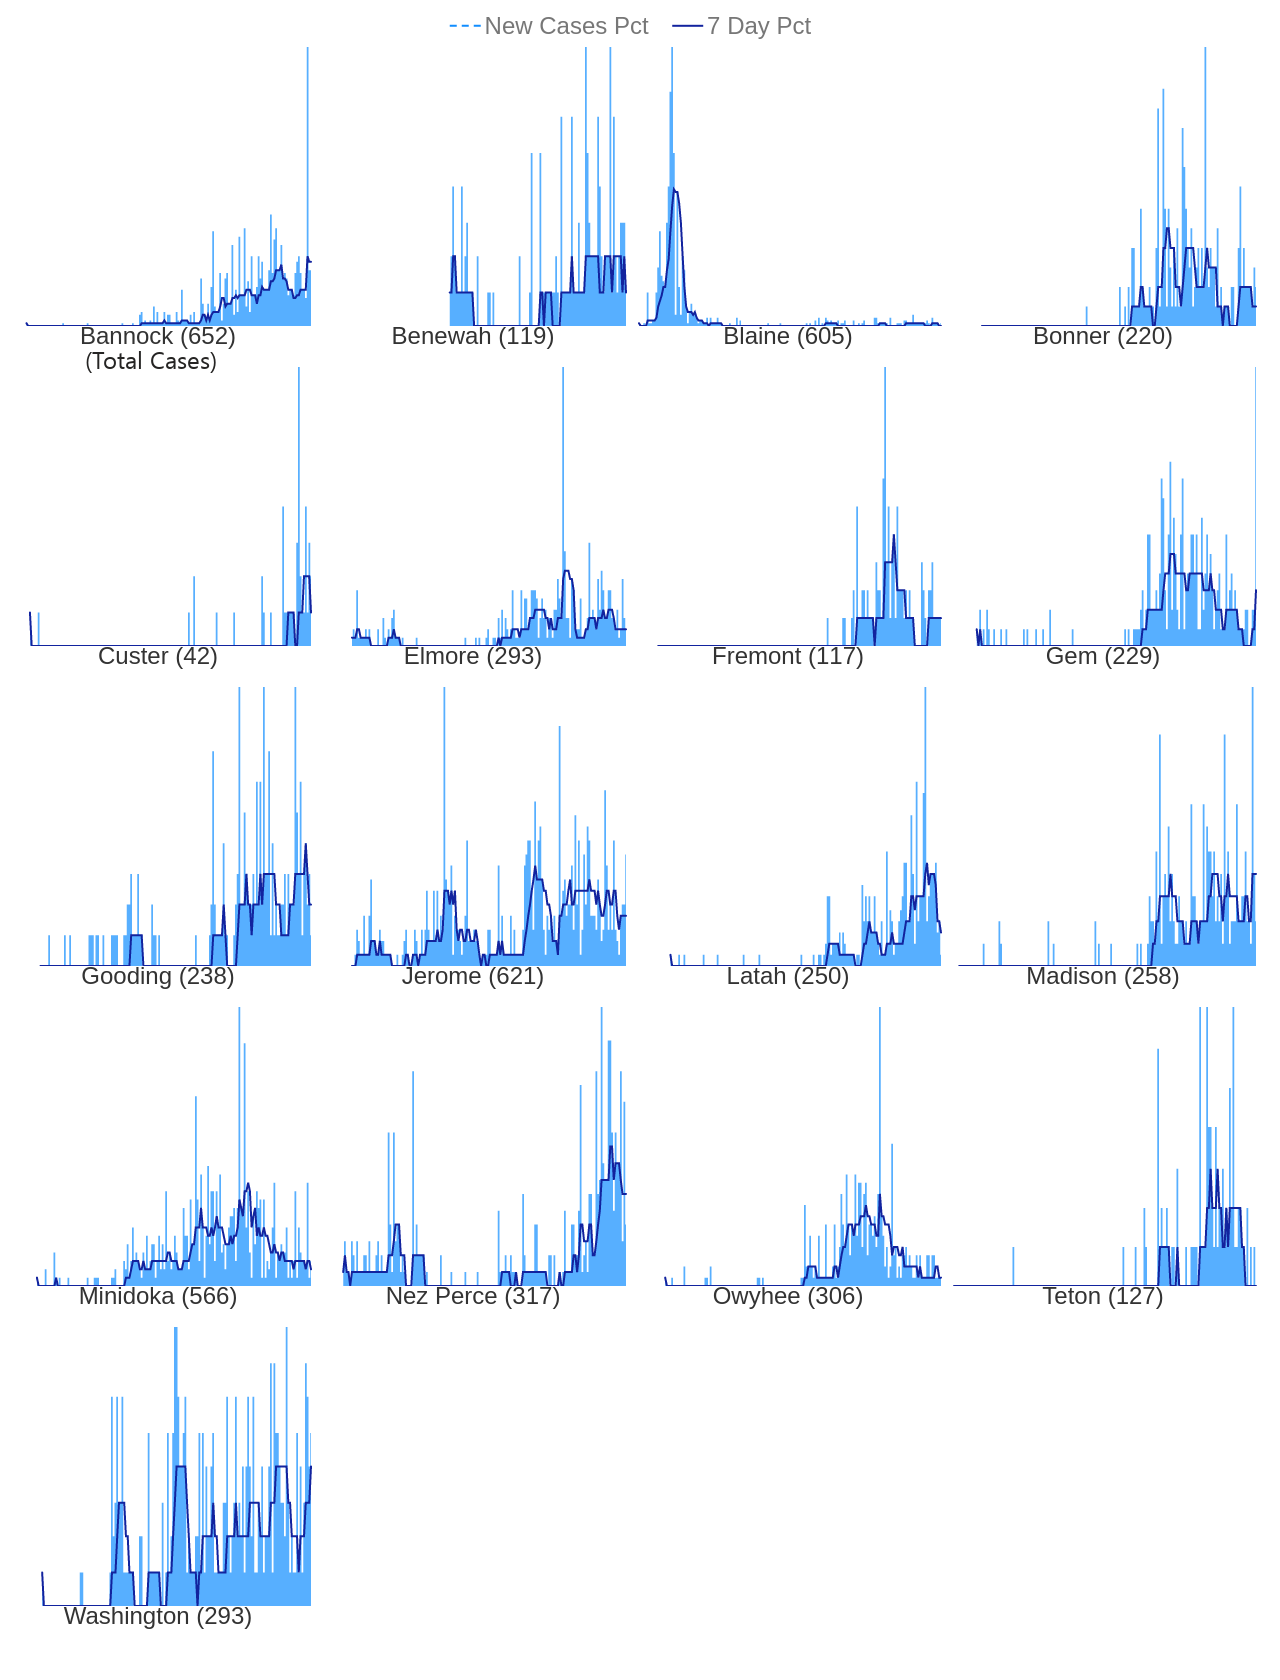 New Cases Pct 7 Day Pct
Bannock (652) Benewah (119) Blaine (605) Bonner (220)
(Total Cases)
Custer (42) Elmore (293) Fremont (117) Gem (229)
Gooding (238) Jerome (621) Latah (250) Madison (258)
Minidoka (566) Nez Perce (317) Owyhee (306) Teton (127)
Washington (293)